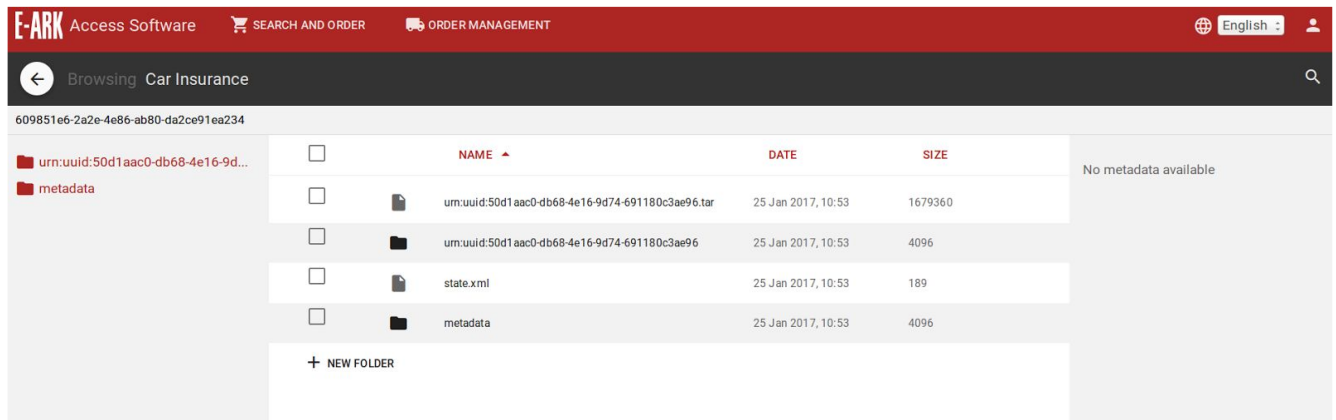 E-ARK Access Software SEARCH AND ORDER ORDER MANAGEMENT English
Browsing Car Insurance
609851e6-2a2e-4e86-ab80-da2ce91ea234
urn:uuid:50d1aac0-db68-4e16-9d...
metadata
NAME DATE SIZE
urn:uuid:50d1aac0-db68-4e16-9d74-691180c3ae96.tar 25 Jan 2017, 10:53 1679360
urn:uuid:50d1aac0-db68-4e16-9d74-691180c3ae96 25 Jan 2017, 10:53 4096
state.xml 25 Jan 2017, 10:53 189
metadata 25 Jan 2017, 10:53 4096
NEW FOLDER
No metadata available